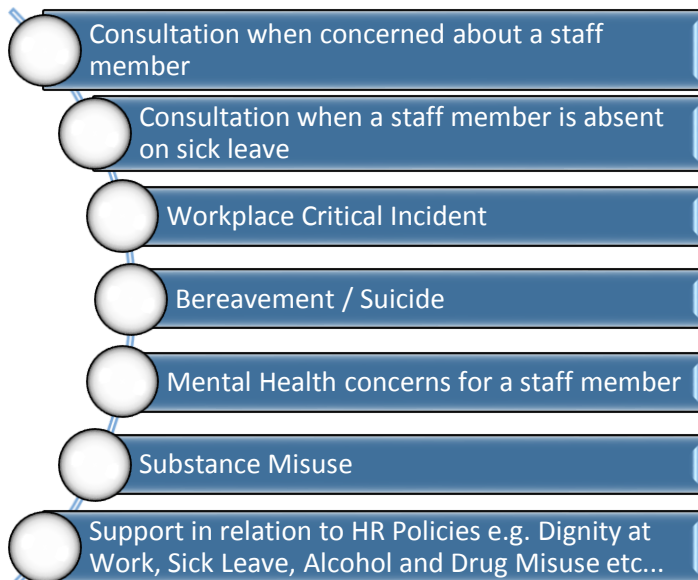 Consultation when concerned about a staff
member
Consultation when a staff member is absent
on sick leave
Workplace Critical Incident
Bereavement / Suicide
Mental Health concerns for a staff member
Substance Misuse
Support in relation to HR Policies e.g. Dignity at
Work, Sick Leave, Alcohol and Drug Misuse etc...